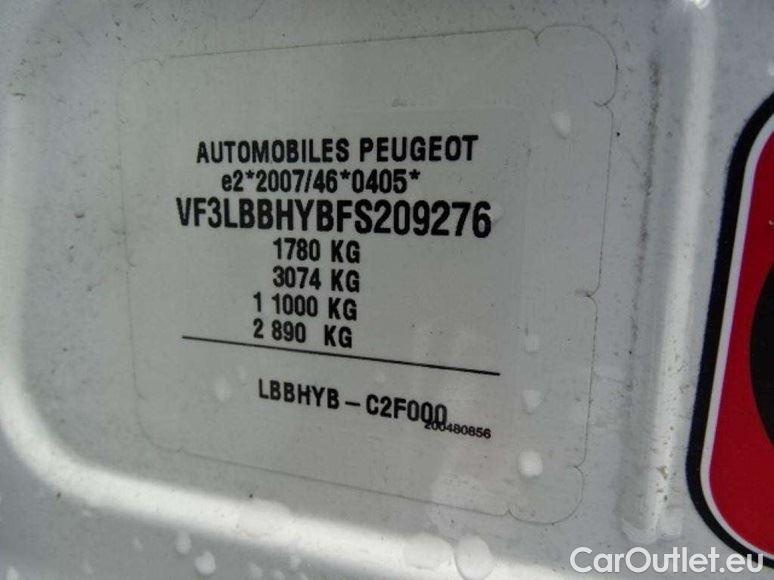 AUTOMOBILES PEUGEOT
e2*2007/46*0405*
VF3LBBHYBFS209276
1780 KG
3074 KG
1 1000 KG
2 890 KG
LBBHYB - C2F000
200480856
CarOutlet.eu